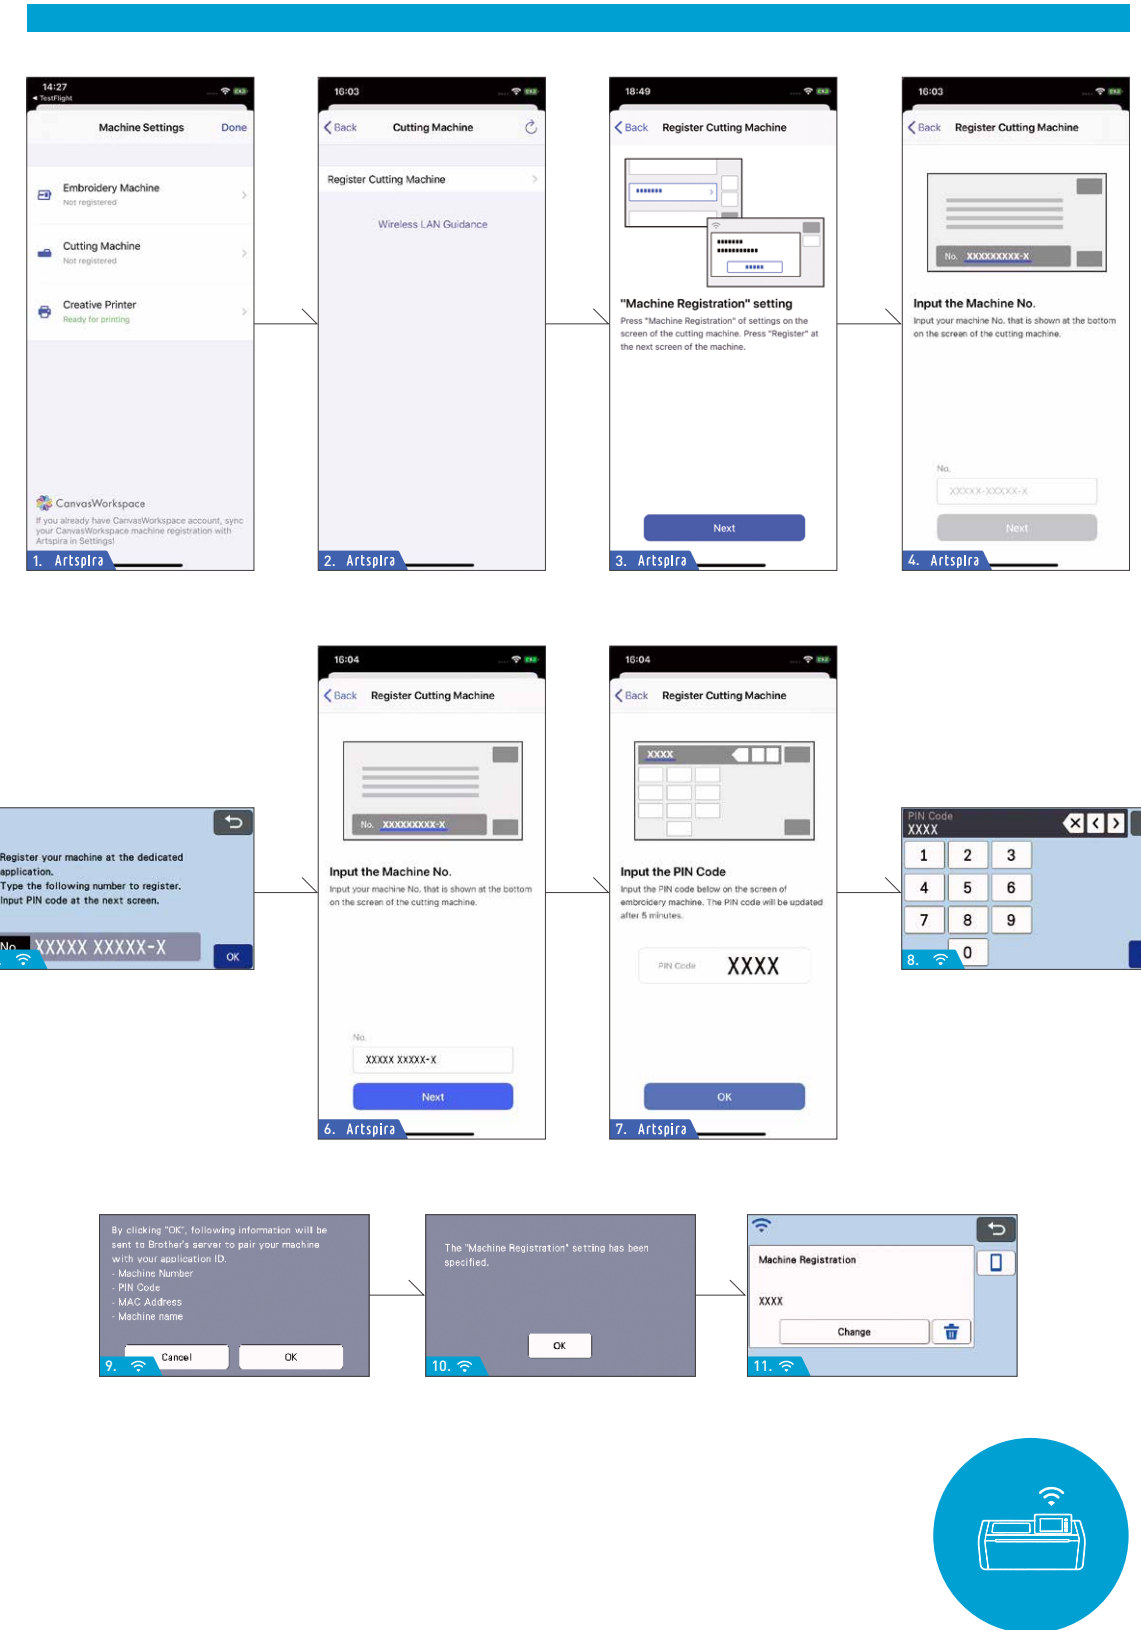 14:27
TestFlight
Machine Settings
Done
Embroidery Machine
Not registered
Cutting Machine
Not registered
Creative Printer
Ready for printing
CanvasWorkspace
If you already have CanvasWorkspace account, sync
your CanvasWorkspace machine registration with
Artspira in Settings!
1. Artspira
16:03
Back
Cutting Machine
Register Cutting Machine
Wireless LAN Guidance
2. Artspira
18:49
Back
Register Cutting Machine
"Machine Registration" setting
Press "Machine Registration" of settings on the
screen of the cutting machine. Press "Register" at
the next screen of the machine.
Next
3. Artspira
16:03
Back
Register Cutting Machine
No. XXXXXXXXX-X
Input the Machine No.
Input your machine No. that is shown at the bottom
on the screen of the cutting machine.
No.
XXXXX-XXXXX-X
Next
4. Artspira
Register your machine at the dedicated
application.
Type the following number to register.
Input PIN code at the next screen.
No
XXXXX XXXXX-X
OK
16:04
Back
Register Cutting Machine
No. XXXXXXXXX-X
Input the Machine No.
Input your machine No. that is shown at the bottom
on the screen of the cutting machine.
No.
XXXXX XXXXX-X
Next
6. Artspira
16:04
Back
Register Cutting Machine
XXXX
Input the PIN Code
Input the PIN code below on the screen of
embroidery machine. The PIN code will be updated
after 5 minutes.
PIN Code XXXX
OK
7. Artspira
PIN Code
XXXX
1 2 3
4 5 6
7 8 9
0
8.
By clicking "OK", following information will be
sent to Brother's server to pair your machine
with your application ID.
- Machine Number
- PIN Code
- MAC Address
- Machine name
Cancel
OK
9.
The "Machine Registration" setting has been
specified.
OK
10.
Machine Registration
XXXX
Change
11.